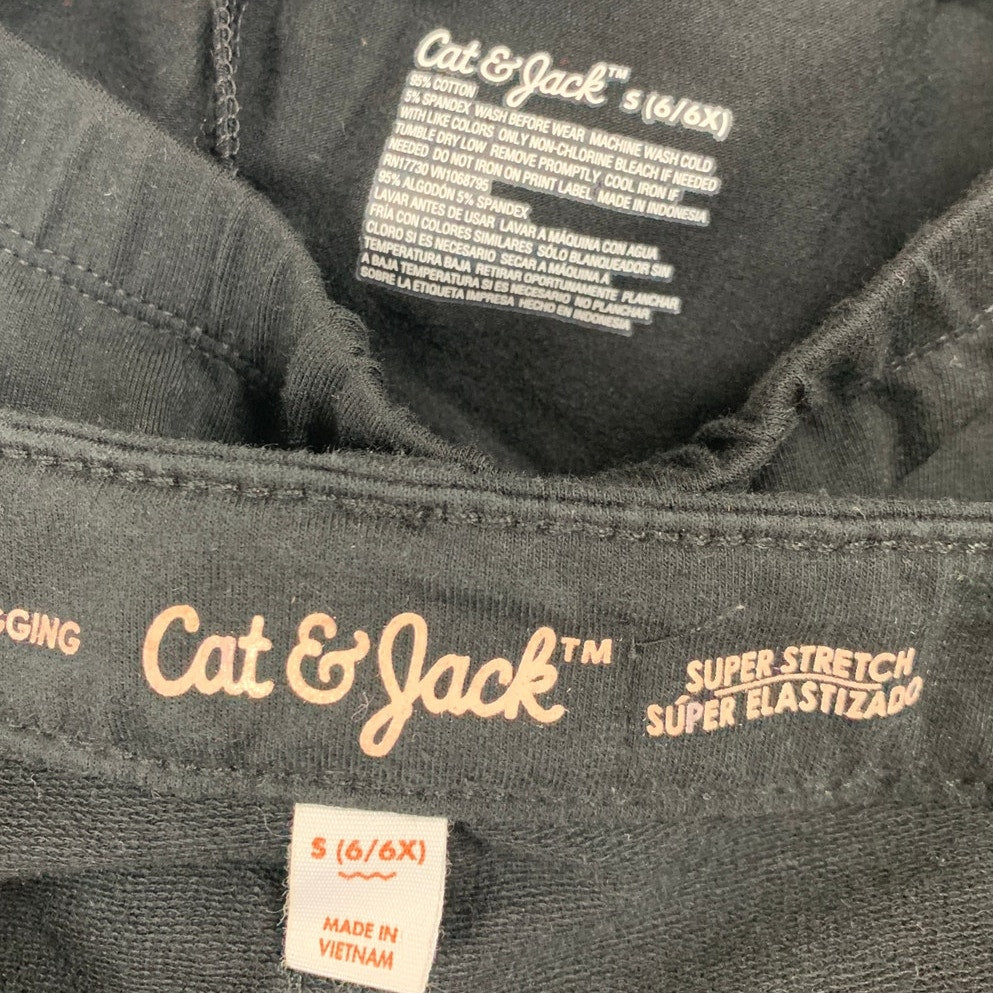 Cat & Jack™ S (6/6X)
95% COTTON
5% SPANDEX WASH BEFORE WEAR MACHINE WASH COLD
WITH LIKE COLORS ONLY NON-CHLORINE BLEACH IF NEEDED
TUMBLE DRY LOW REMOVE PROMPTLY COOL IRON IF
NEEDED DO NOT IRON ON PRINT LABEL MADE IN INDONESIA
RN17730 VN1068795
95% ALGODÓN 5% SPANDEX
LAVAR ANTES DE USAR LAVAR A MÁQUINA CON AGUA
FRÍA CON COLORES SIMILARES SÓLO BLANQUEADOR SIN
CLORO SI ES NECESARIO SECAR A MÁQUINA A
TEMPERATURA BAJA RETIRAR OPORTUNAMENTE PLANCHAR
A BAJA TEMPERATURA SI ES NECESARIO NO PLANCHAR
SOBRE LA ETIQUETA IMPRESA HECHO EN INDONESIA
GGING
Cat & Jack™
SUPER STRETCH
SÚPER ELASTIZADO
S (6/6X)
MADE IN
VIETNAM